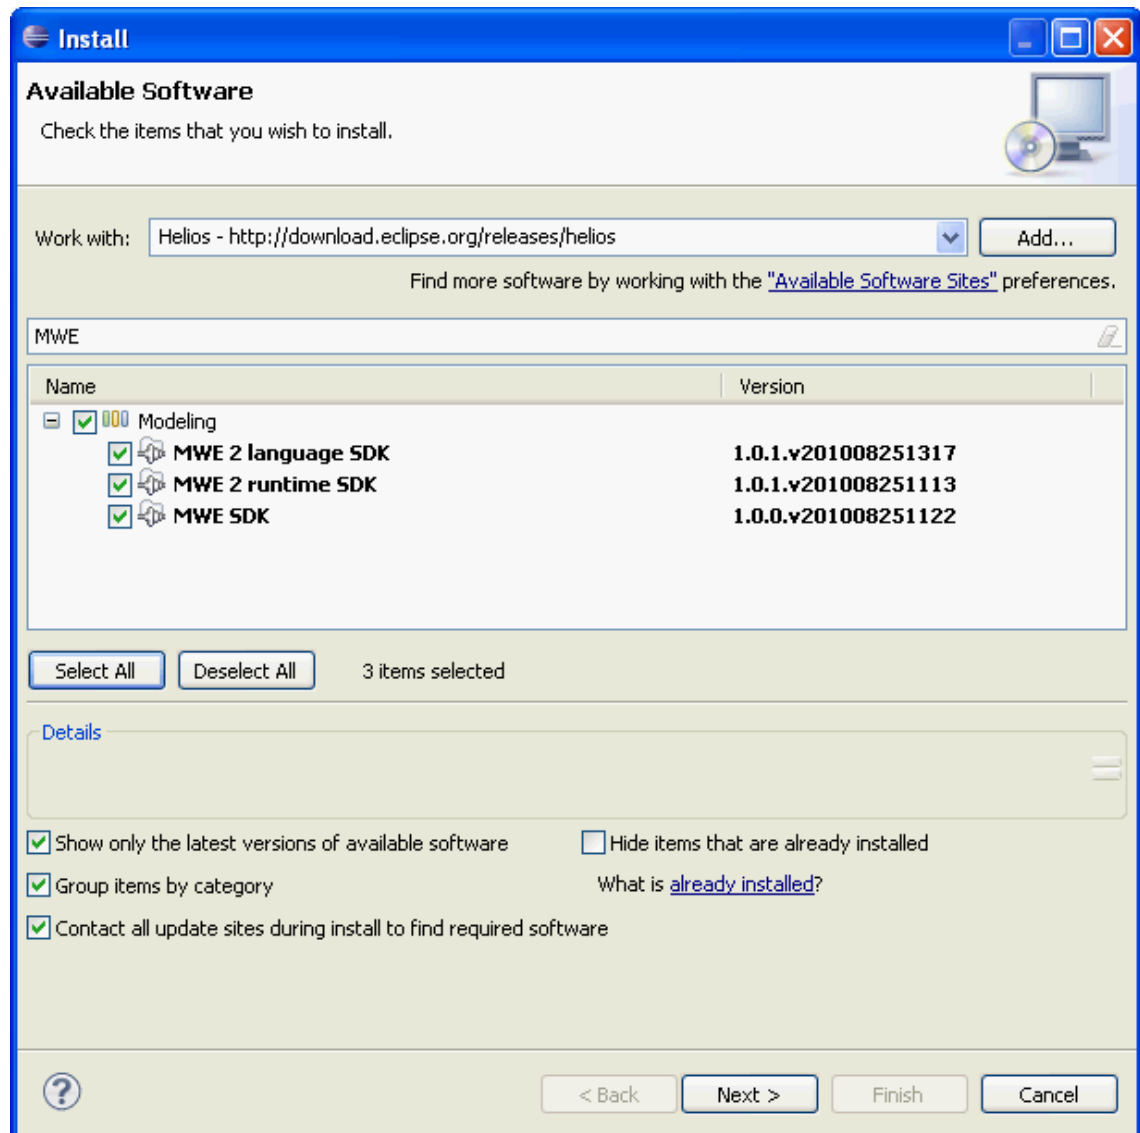 Install
Available Software
Check the items that you wish to install.
Work with: Helios - http://download.eclipse.org/releases/helios Add...
Find more software by working with the "Available Software Sites" preferences.
MWE
Name Version
Modeling
MWE 2 language SDK 1.0.1.v201008251317
MWE 2 runtime SDK 1.0.1.v201008251113
MWE SDK 1.0.0.v201008251122
Select All Deselect All 3 items selected
Details
Show only the latest versions of available software Hide items that are already installed
Group items by category What is already installed?
Contact all update sites during install to find required software
? < Back Next > Finish Cancel